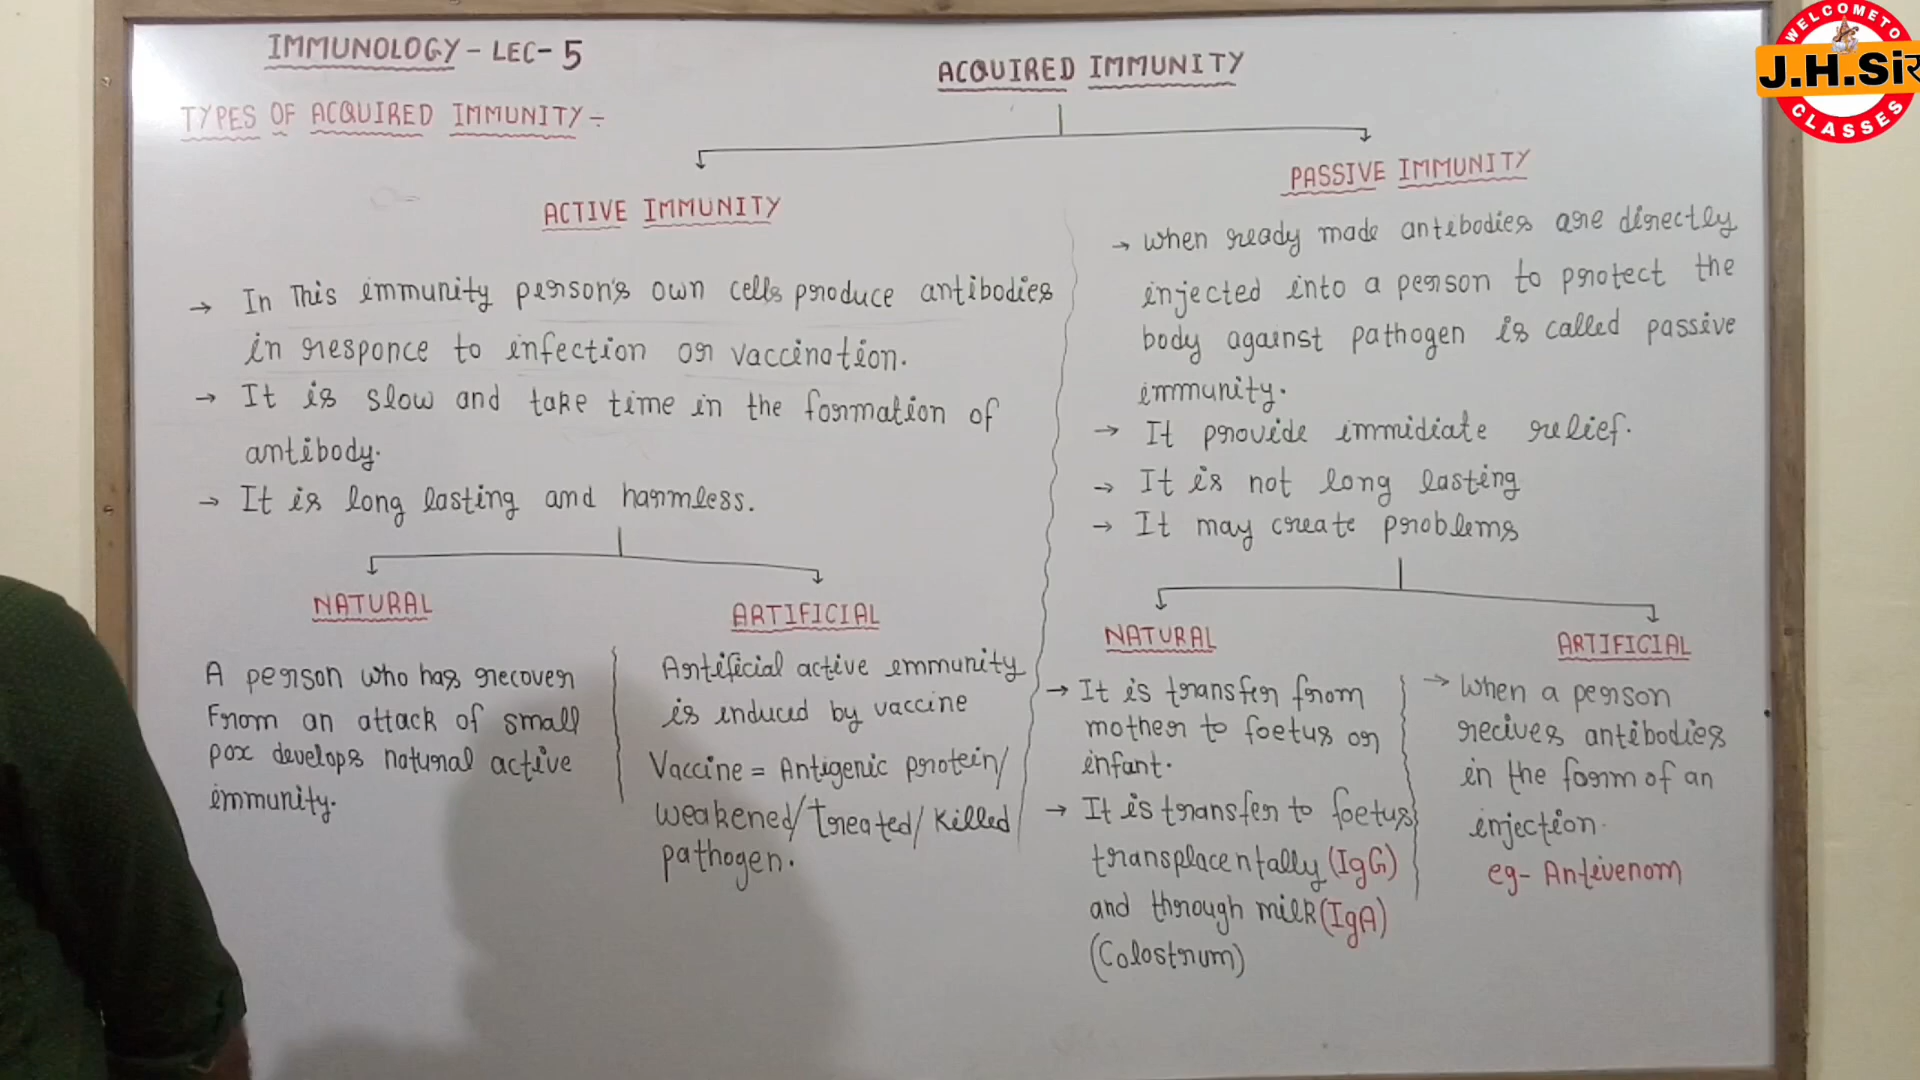 IMMUNOLOGY - LEC-5
TYPES OF ACQUIRED IMMUNITY :-
ACQUIRED IMMUNITY
ACTIVE IMMUNITY
→ In This immunity person's own cells produce antibodies
in responce to infection or vaccination.
→ It is slow and take time in the formation of
antibody.
→ It is long lasting and harmless.
NATURAL
A person who has recover
From an attack of small
pox develops natural active
immunity.
ARTIFICIAL
Artificial active emmunity
is induced by vaccine
Vaccine = Antigenic protein/
weakened/Treated/Killed
pathogen.
PASSIVE IMMUNITY
→ when ready made antibodies are directly
injected into a person to protect the
body against pathogen is called passive
immunity.
→ It provide immidiate relief.
→ It is not long lasting
→ It may create problems
NATURAL
→ It is transfer from
mother to foetus or
infant.
→ It is transfer to foetus
transplacentally (IgG)
and through milk (IgA)
(Colostrum)
ARTIFICIAL
→ When a person
recives antibodies
in the form of an
injection.
eg- Antivenom
WELCOME TO
J.H.Siर
CLASSES